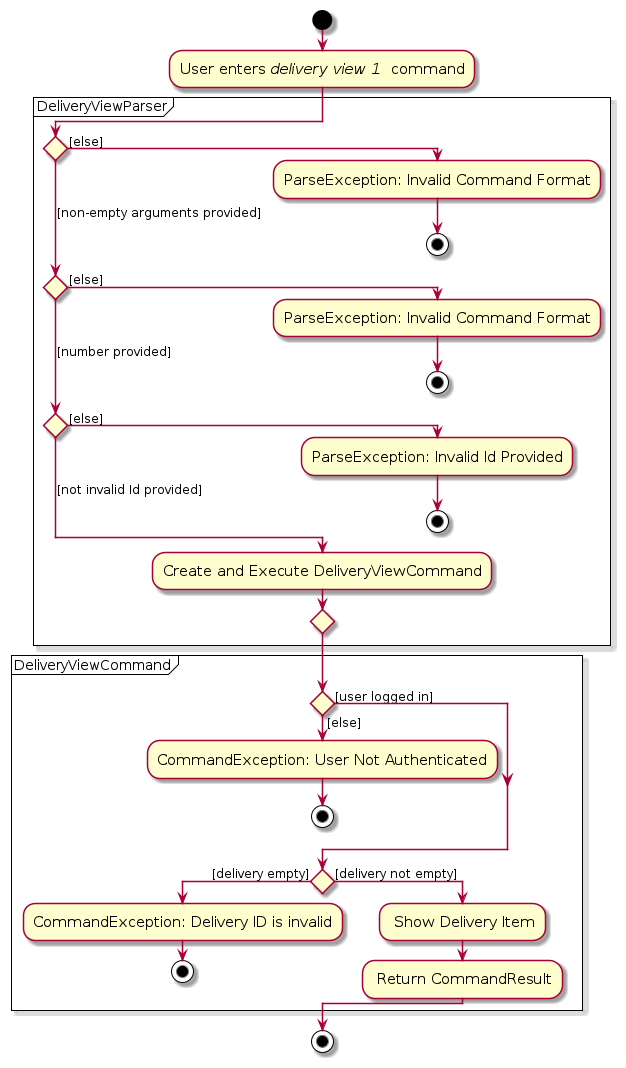 User enters delivery view 1 command
DeliveryViewParser
[else]
ParseException: Invalid Command Format
[non-empty arguments provided]
[else]
ParseException: Invalid Command Format
[number provided]
[else]
ParseException: Invalid Id Provided
[not invalid Id provided]
Create and Execute DeliveryViewCommand
DeliveryViewCommand
[user logged in]
[else]
CommandException: User Not Authenticated
[delivery empty]
[delivery not empty]
CommandException: Delivery ID is invalid
Show Delivery Item
Return CommandResult